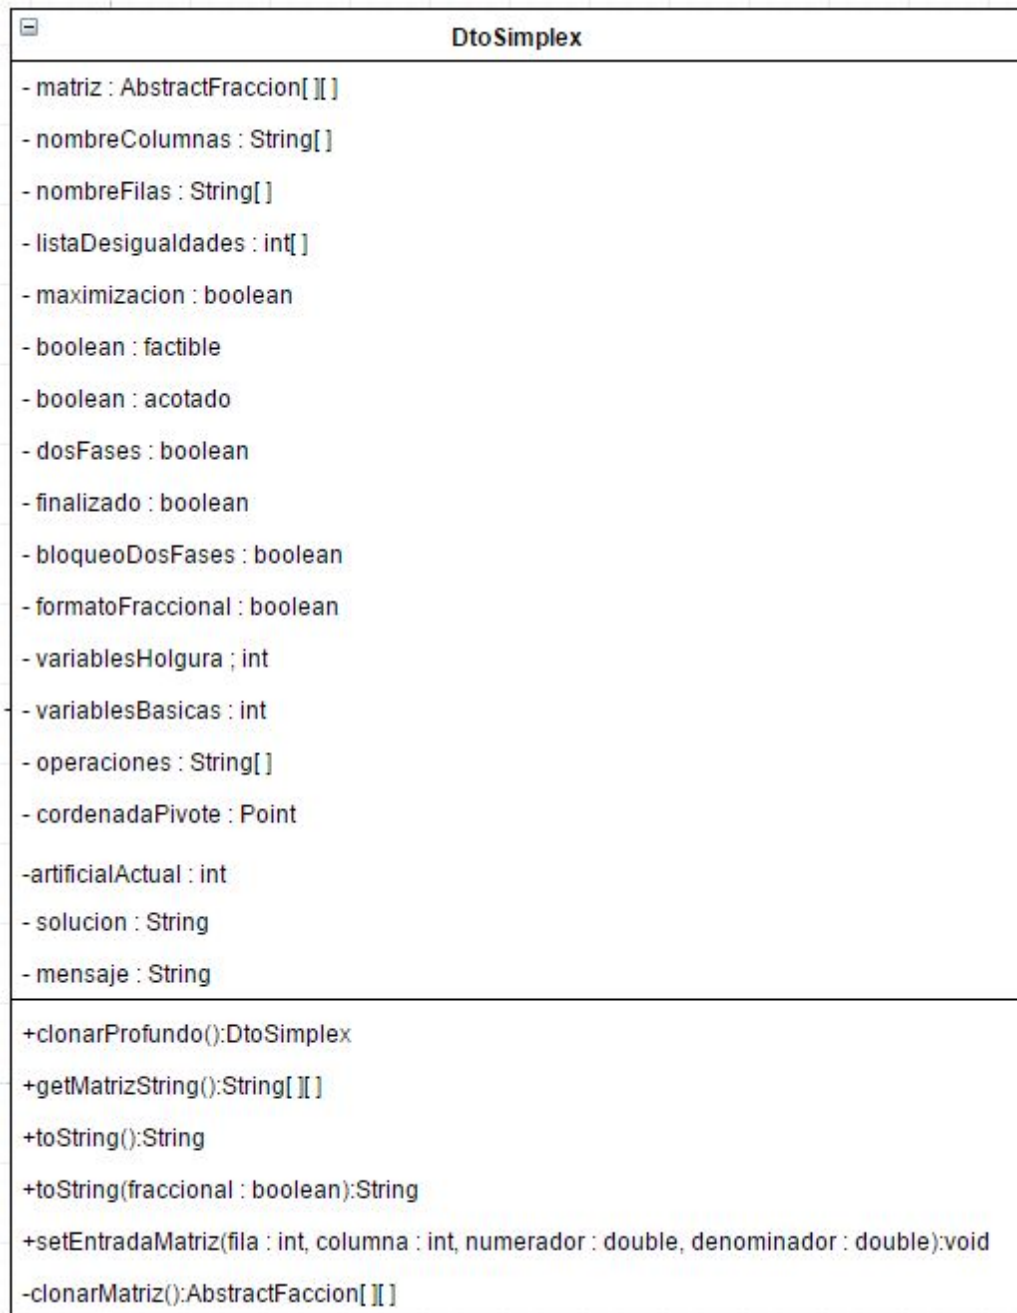 DtoSimplex
- matriz : AbstractFraccion[ ][ ]
- nombreColumnas : String[ ]
- nombreFilas : String[ ]
- listaDesigualdades : int[ ]
- maximizacion : boolean
- boolean : factible
- boolean : acotado
- dosFases : boolean
- finalizado : boolean
- bloqueoDosFases : boolean
- formatoFraccional : boolean
- variablesHolgura ; int
- variablesBasicas : int
- operaciones : String[ ]
- cordenadaPivote : Point
-artificialActual : int
- solucion : String
- mensaje : String
+clonarProfundo():DtoSimplex
+getMatrizString():String[ ][ ]
+toString():String
+toString(fraccional : boolean):String
+setEntradaMatriz(fila : int, columna : int, numerador : double, denominador : double):void
-clonarMatriz():AbstractFaccion[ ][ ]